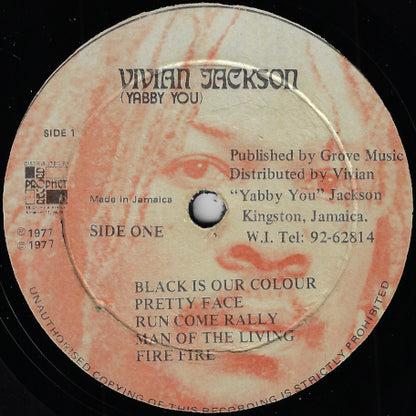 VIVIAN JACKSON
(YABBY YOU)
SIDE 1
PROPHET
Made in Jamaica
℗ 1977
© 1977
SIDE ONE
Published by Grove Music
Distributed by Vivian
"Yabby You" Jackson
Kingston, Jamaica.
W.I. Tel: 92-62814
BLACK IS OUR COLOUR
PRETTY FACE
RUN COME RALLY
MAN OF THE LIVING
FIRE FIRE
UNAUTHORISED COPYING OF THIS RECORDING IS STRICTLY PROHIBITED